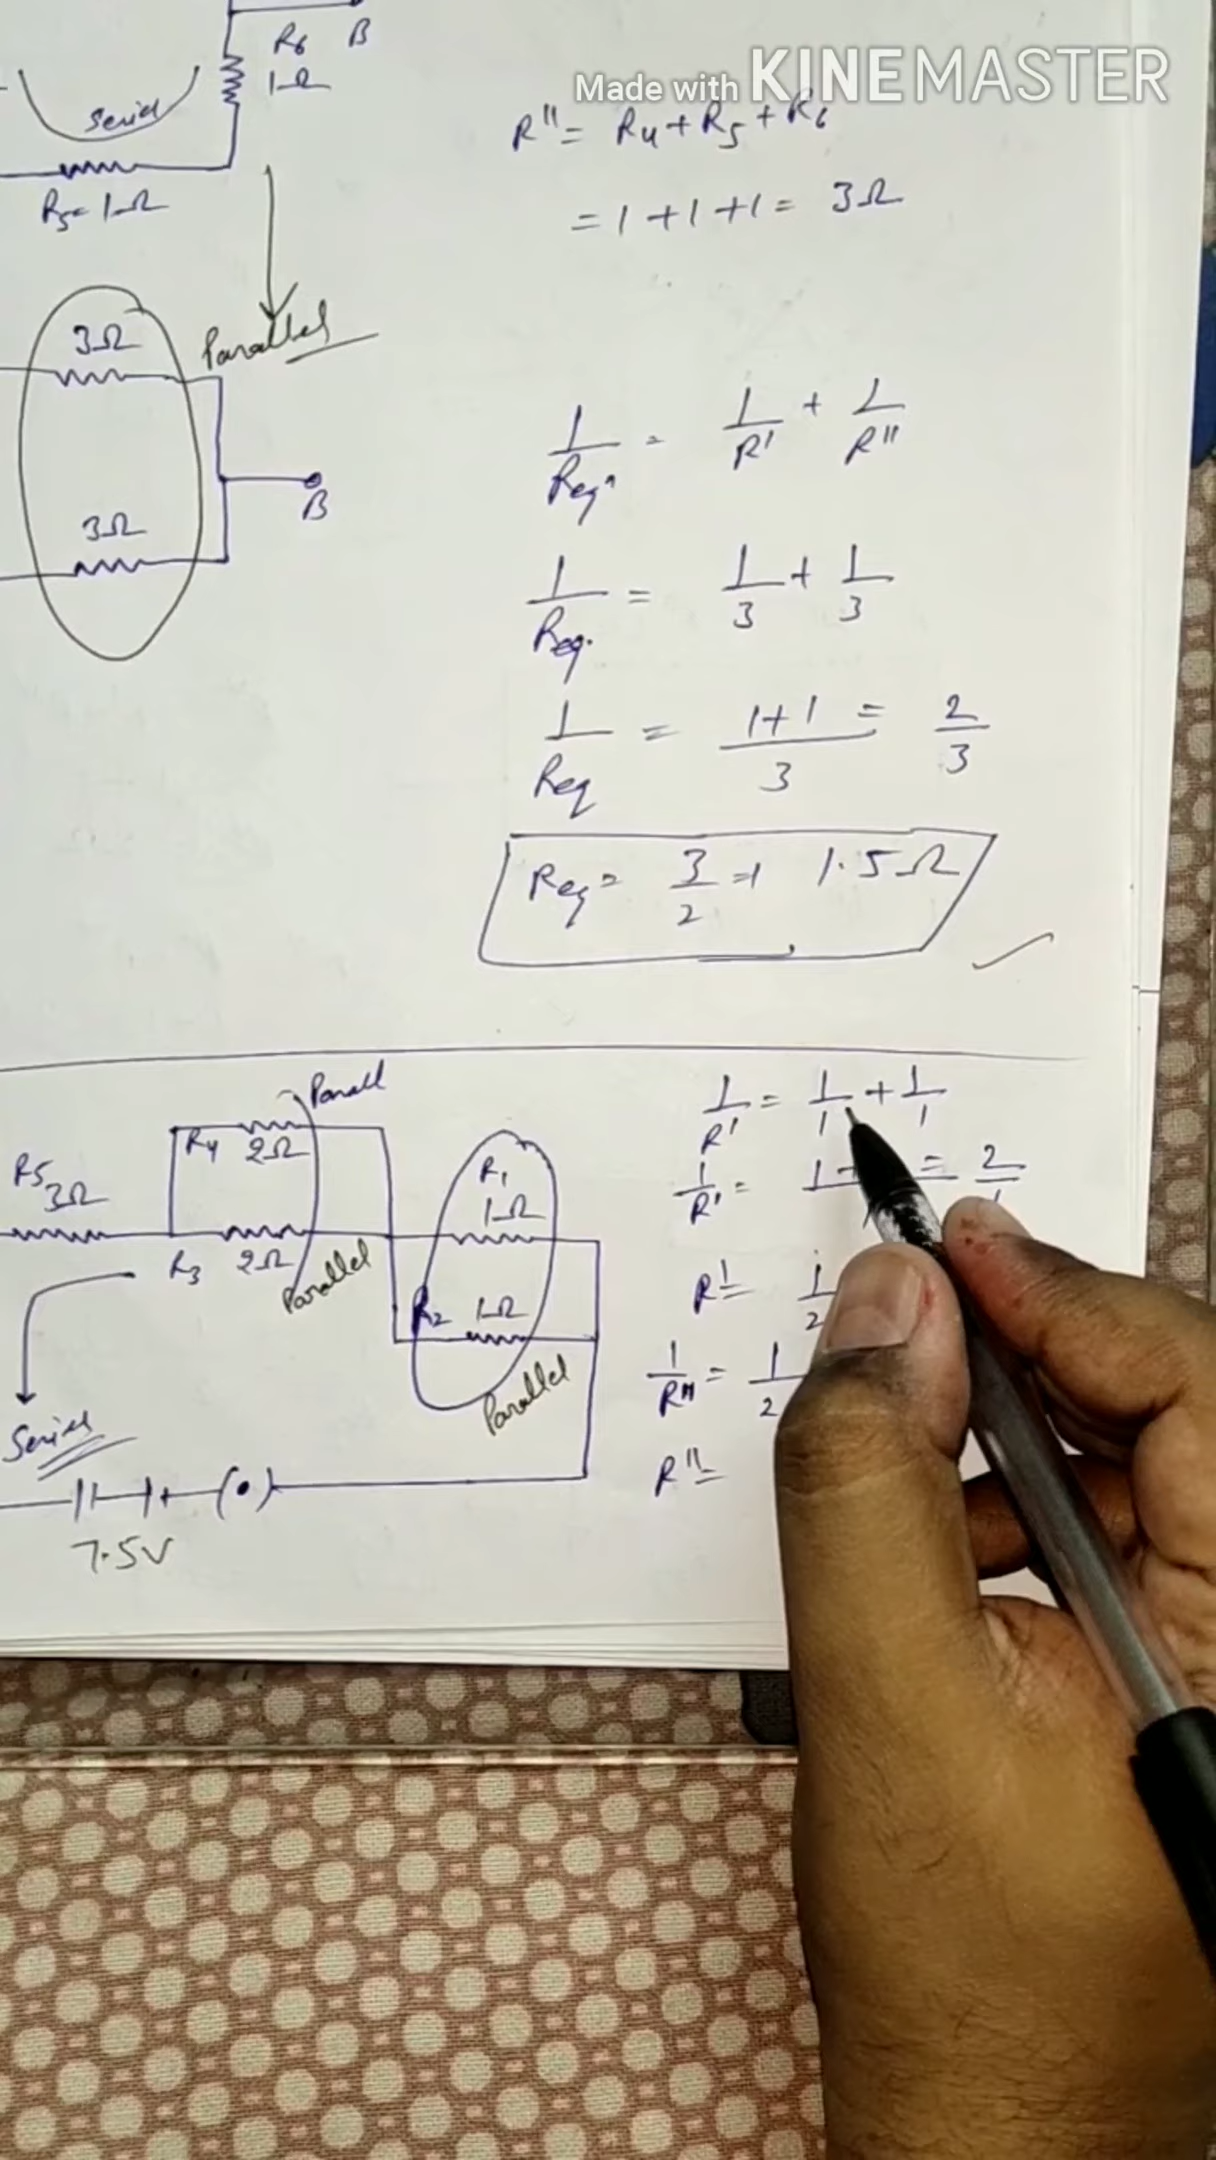 Made with KINEMASTER
R6 B
1Ω
Series
R5=1Ω
R" = R4+R5+R6
=1+1+1= 3Ω
Parallel
3Ω
B
3Ω
1/Req. = 1/R' + 1/R"
1/Req. = 1/3 + 1/3
1/Req = 1+1/3 = 2/3
Req = 3/2 = 1.5Ω
Parall
R4 2Ω
R5
3Ω
R1
1Ω
R3 2Ω
Parallel
R2 1Ω
Parallel
Series
7.5V
1/R' = 1/1 + 1/1
1/R' = = 2
R' = 1/2
1/R" = 1/2
R" =